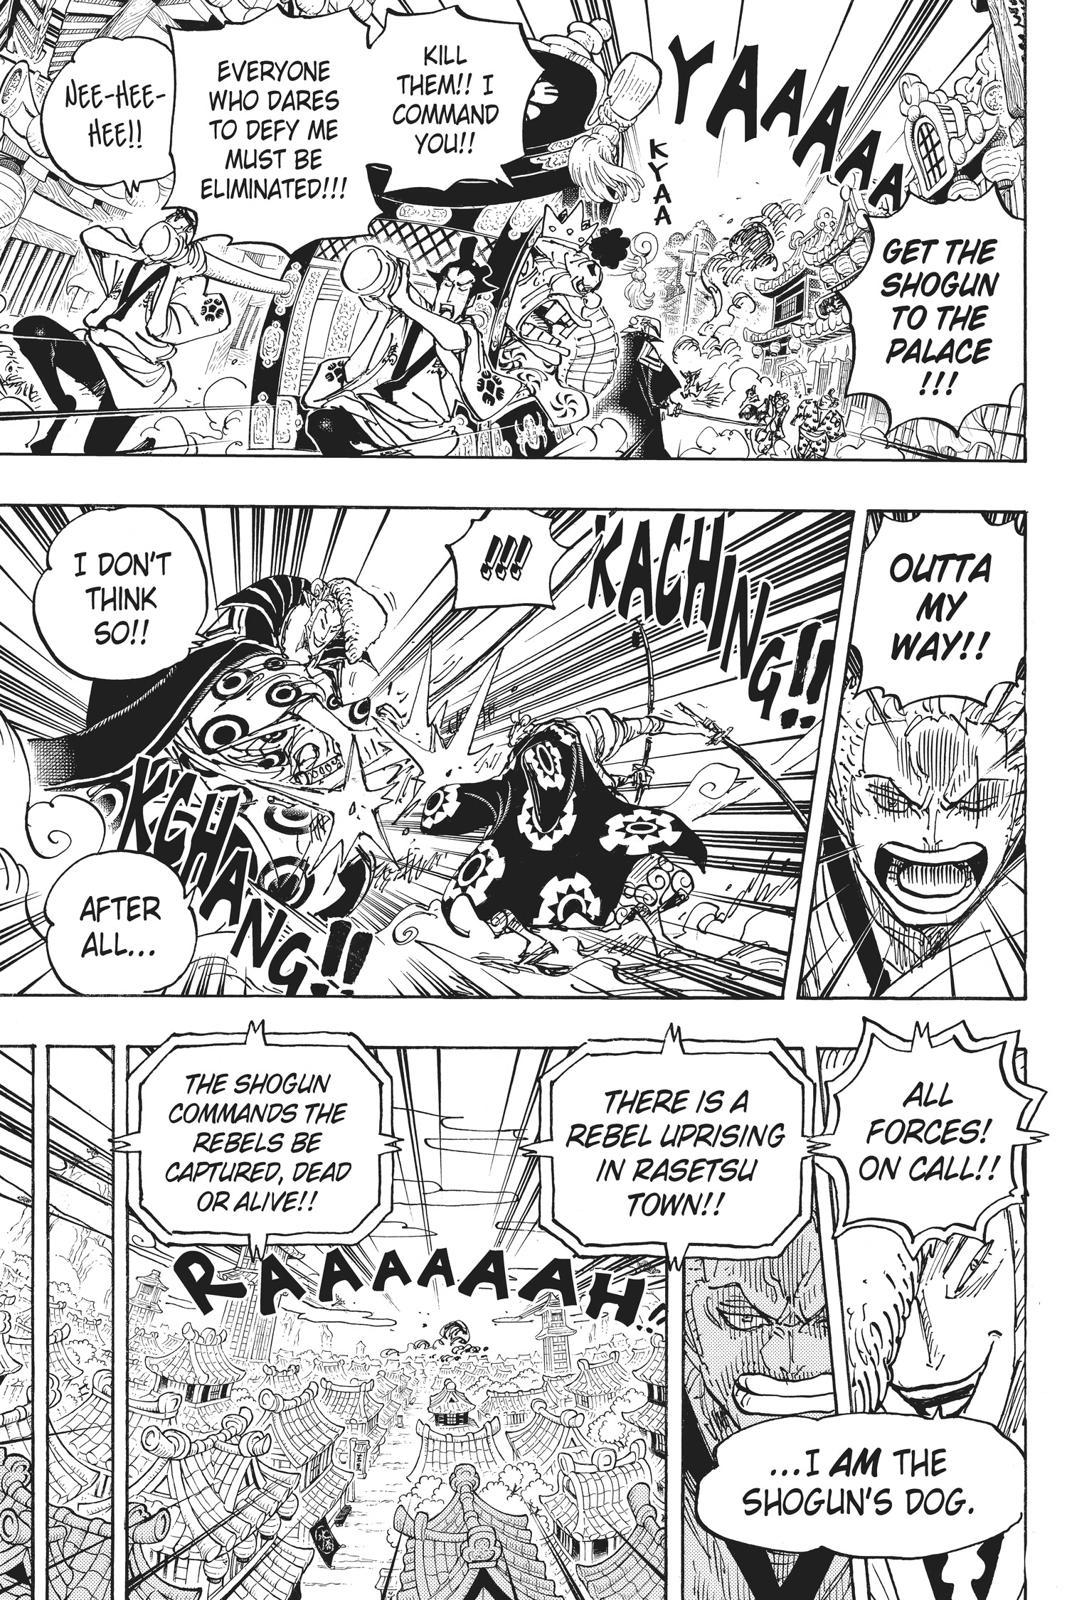 YAAAAAA
GET THE
SHOGUN
TO THE
PALACE
!!!
KYAA
KILL
THEM!! I
COMMAND
YOU!!
EVERYONE
WHO DARES
TO DEFY ME
MUST BE
ELIMINATED!!!
NEE-HEE-
HEE!!
OUTTA
MY
WAY!!
KACHING!!
!!!
I DON'T
THINK
SO!!
K'CHANG!!
AFTER
ALL...
ALL
FORCES!
ON CALL!!
...I AM THE
SHOGUN'S DOG.
THERE IS A
REBEL UPRISING
IN RASETSU
TOWN!!
THE SHOGUN
COMMANDS THE
REBELS BE
CAPTURED, DEAD
OR ALIVE!!
RAAAAAAAH!!